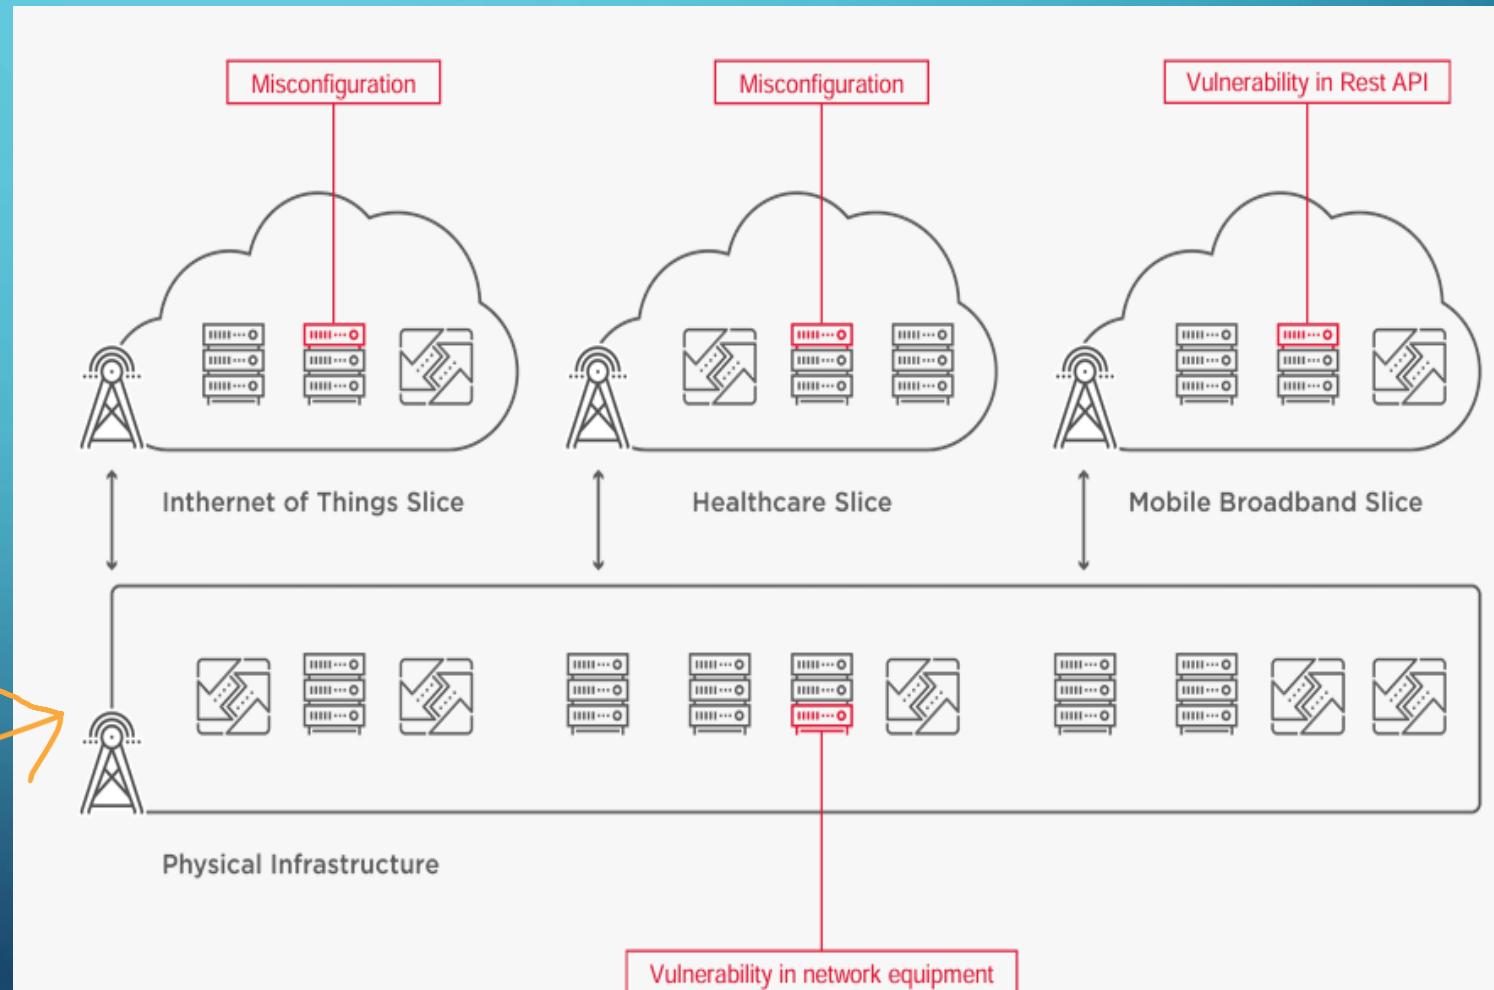 Misconfiguration
Misconfiguration
Vulnerability in Rest API
Inthernet of Things Slice
Healthcare Slice
Mobile Broadband Slice
Physical Infrastructure
Vulnerability in network equipment